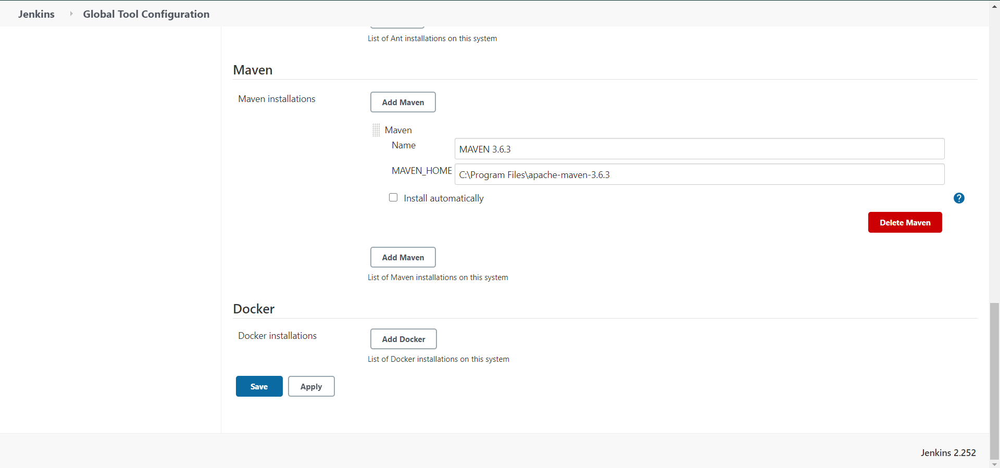 Jenkins
Global Tool Configuration
List of Ant installations on this system
Maven
Maven installations
Add Maven
Maven
Name
MAVEN 3.6.3
MAVEN_HOME
C:\Program Files\apache-maven-3.6.3
Install automatically
?
Delete Maven
Add Maven
List of Maven installations on this system
Docker
Docker installations
Add Docker
List of Docker installations on this system
Save
Apply
Jenkins 2.252